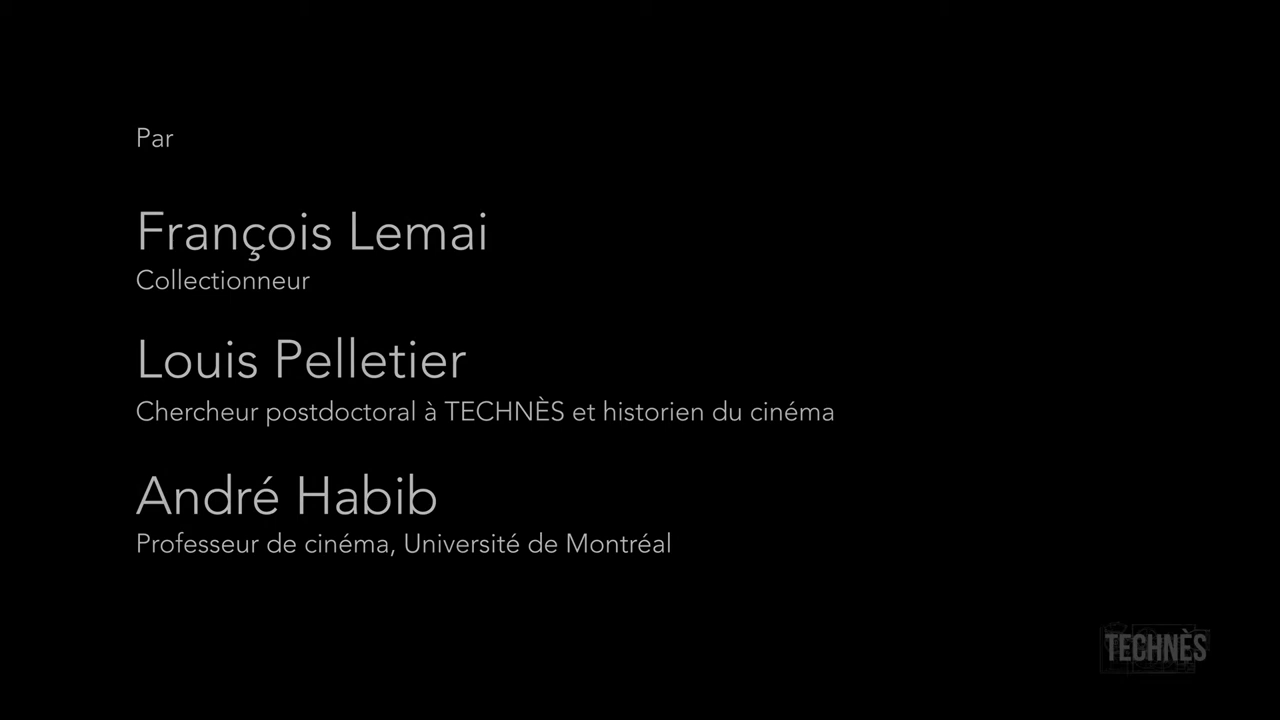 Par
François Lemai
Collectionneur
Louis Pelletier
Chercheur postdoctoral à TECHNÈS et historien du cinéma
André Habib
Professeur de cinéma, Université de Montréal
TECHNÈS